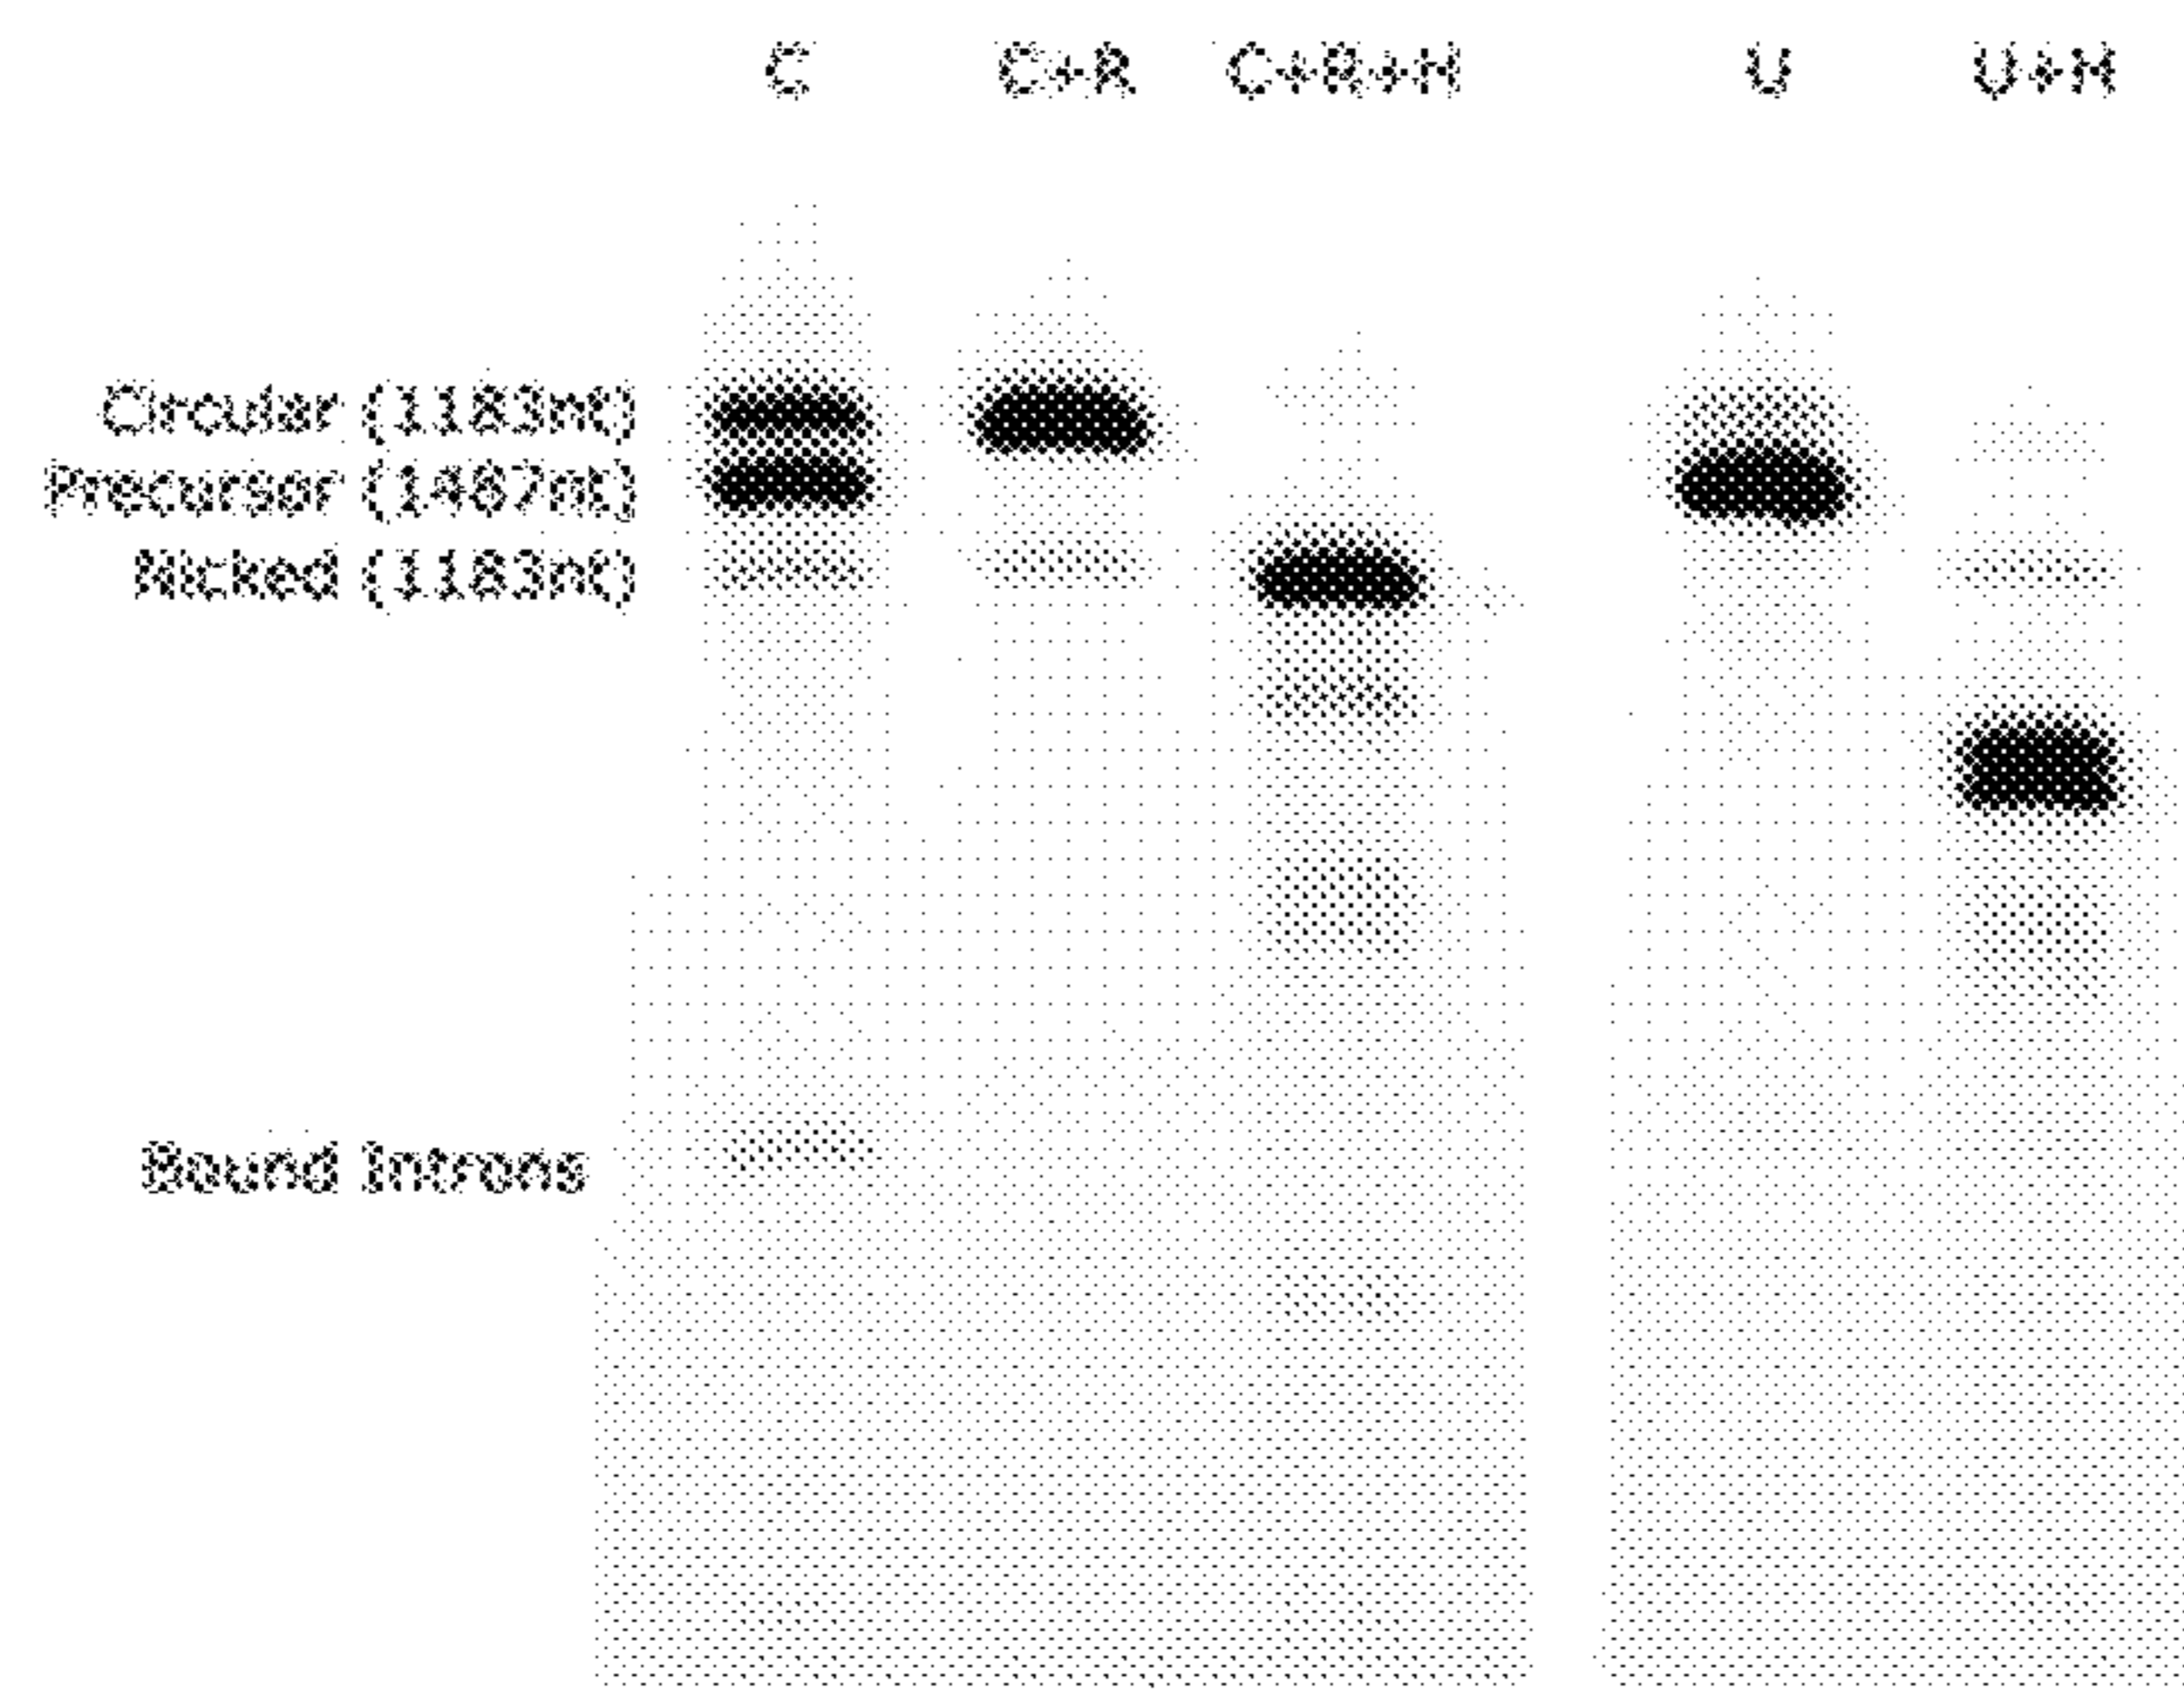 C C+R C+R+H U U+H
Circular (1183nt)
Precursor (1467nt)
Nicked (1183nt)
Bound Introns